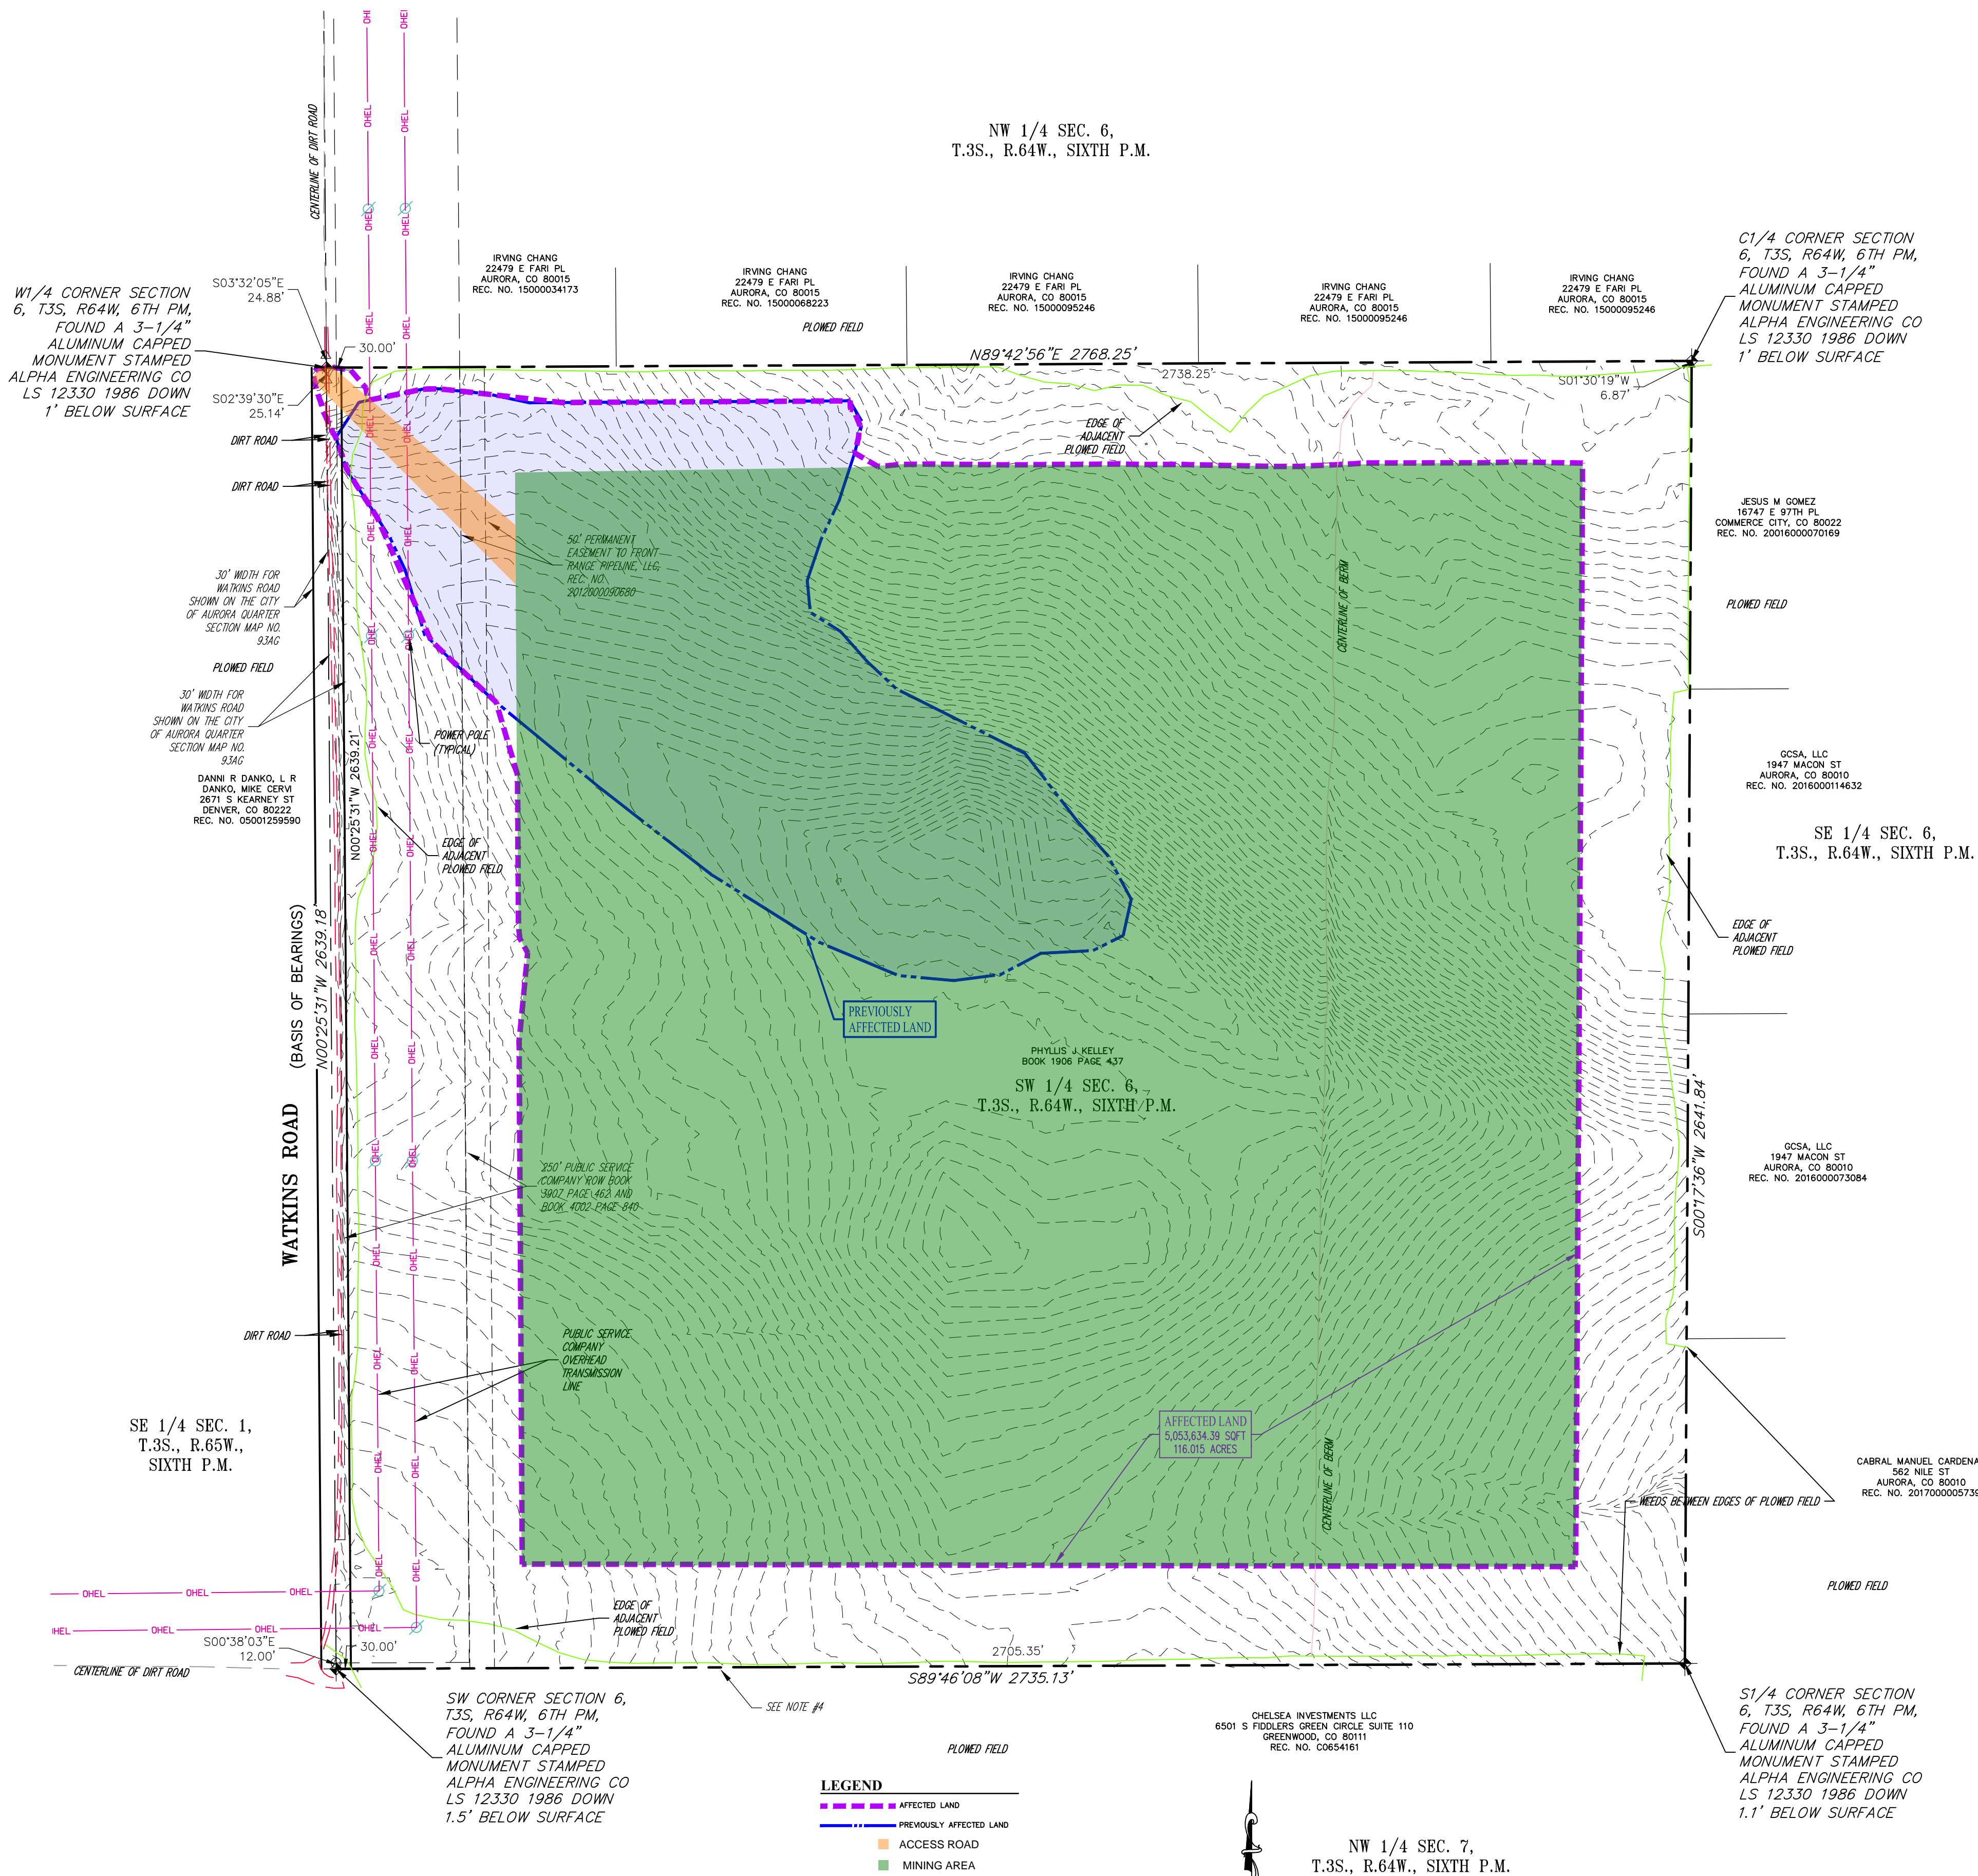 CENTERLINE OF DIRT ROAD
OHEL
OHEL
NW 1/4 SEC. 6,
T.3S., R.64W., SIXTH P.M.
W1/4 CORNER SECTION
6, T3S, R64W, 6TH PM,
FOUND A 3-1/4"
ALUMINUM CAPPED
MONUMENT STAMPED
ALPHA ENGINEERING CO
LS 12330 1986 DOWN
1' BELOW SURFACE
S03°32'05"E
24.88'
30.00'
S02°39'30"E
25.14'
IRVING CHANG
22479 E FARI PL
AURORA, CO 80015
REC. NO. 15000034173
IRVING CHANG
22479 E FARI PL
AURORA, CO 80015
REC. NO. 15000068223
PLOWED FIELD
IRVING CHANG
22479 E FARI PL
AURORA, CO 80015
REC. NO. 15000095246
IRVING CHANG
22479 E FARI PL
AURORA, CO 80015
REC. NO. 15000095246
IRVING CHANG
22479 E FARI PL
AURORA, CO 80015
REC. NO. 15000095246
C1/4 CORNER SECTION
6, T3S, R64W, 6TH PM,
FOUND A 3-1/4"
ALUMINUM CAPPED
MONUMENT STAMPED
ALPHA ENGINEERING CO
LS 12330 1986 DOWN
1' BELOW SURFACE
N89°42'56"E 2768.25'
2738.25'
S01°30'19"W
6.87'
EDGE OF
ADJACENT
PLOWED FIELD
DIRT ROAD
DIRT ROAD
30' WIDTH FOR
WATKINS ROAD
SHOWN ON THE CITY
OF AURORA QUARTER
SECTION MAP NO.
93AG
PLOWED FIELD
30' WIDTH FOR
WATKINS ROAD
SHOWN ON THE CITY
OF AURORA QUARTER
SECTION MAP NO.
93AG
DANNI R DANKO, L R
DANKO, MIKE CERVI
2671 S KEARNEY ST
DENVER, CO 80222
REC. NO. 05001259590
50' PERMANENT
EASEMENT TO FRONT
RANGE PIPELINE, LLC,
REC. NO.
2012000090680
POWER POLE
(TYPICAL)
N00°25'31"W 2639.21'
EDGE OF
ADJACENT
PLOWED FIELD
CENTERLINE OF BERM
JESUS M GOMEZ
16747 E 97TH PL
COMMERCE CITY, CO 80022
REC. NO. 20016000070169
PLOWED FIELD
GCSA, LLC
1947 MACON ST
AURORA, CO 80010
REC. NO. 2016000114632
SE 1/4 SEC. 6,
T.3S., R.64W., SIXTH P.M.
EDGE OF
ADJACENT
PLOWED FIELD
(BASIS OF BEARINGS)
N00°25'31"W 2639.18'
WATKINS ROAD
PREVIOUSLY
AFFECTED LAND
PHYLLIS J KELLEY
BOOK 1906 PAGE 437
SW 1/4 SEC. 6,
T.3S., R.64W., SIXTH P.M.
250' PUBLIC SERVICE
COMPANY ROW BOOK
3907 PAGE 462 AND
BOOK 4002 PAGE 840
S00°17'36"W 2641.84'
GCSA, LLC
1947 MACON ST
AURORA, CO 80010
REC. NO. 2016000073084
DIRT ROAD
PUBLIC SERVICE
COMPANY
OVERHEAD
TRANSMISSION
LINE
SE 1/4 SEC. 1,
T.3S., R.65W.,
SIXTH P.M.
AFFECTED LAND
5,053,634.39 SQFT
116.015 ACRES
CENTERLINE OF BERM
WEEDS BETWEEN EDGES OF PLOWED FIELD
CABRAL MANUEL CARDENA
562 NILE ST
AURORA, CO 80010
REC. NO. 2017000005739
PLOWED FIELD
OHEL OHEL OHEL
OHEL OHEL OHEL OHEL
S00°38'03"E
12.00'
30.00'
CENTERLINE OF DIRT ROAD
EDGE OF
ADJACENT
PLOWED FIELD
2705.35'
S89°46'08"W 2735.13'
SEE NOTE #4
SW CORNER SECTION 6,
T3S, R64W, 6TH PM,
FOUND A 3-1/4"
ALUMINUM CAPPED
MONUMENT STAMPED
ALPHA ENGINEERING CO
LS 12330 1986 DOWN
1.5' BELOW SURFACE
PLOWED FIELD
CHELSEA INVESTMENTS LLC
6501 S FIDDLERS GREEN CIRCLE SUITE 110
GREENWOOD, CO 80111
REC. NO. C0654161
S1/4 CORNER SECTION
6, T3S, R64W, 6TH PM,
FOUND A 3-1/4"
ALUMINUM CAPPED
MONUMENT STAMPED
ALPHA ENGINEERING CO
LS 12330 1986 DOWN
1.1' BELOW SURFACE
LEGEND
AFFECTED LAND
PREVIOUSLY AFFECTED LAND
ACCESS ROAD
MINING AREA
NW 1/4 SEC. 7,
T.3S., R.64W., SIXTH P.M.